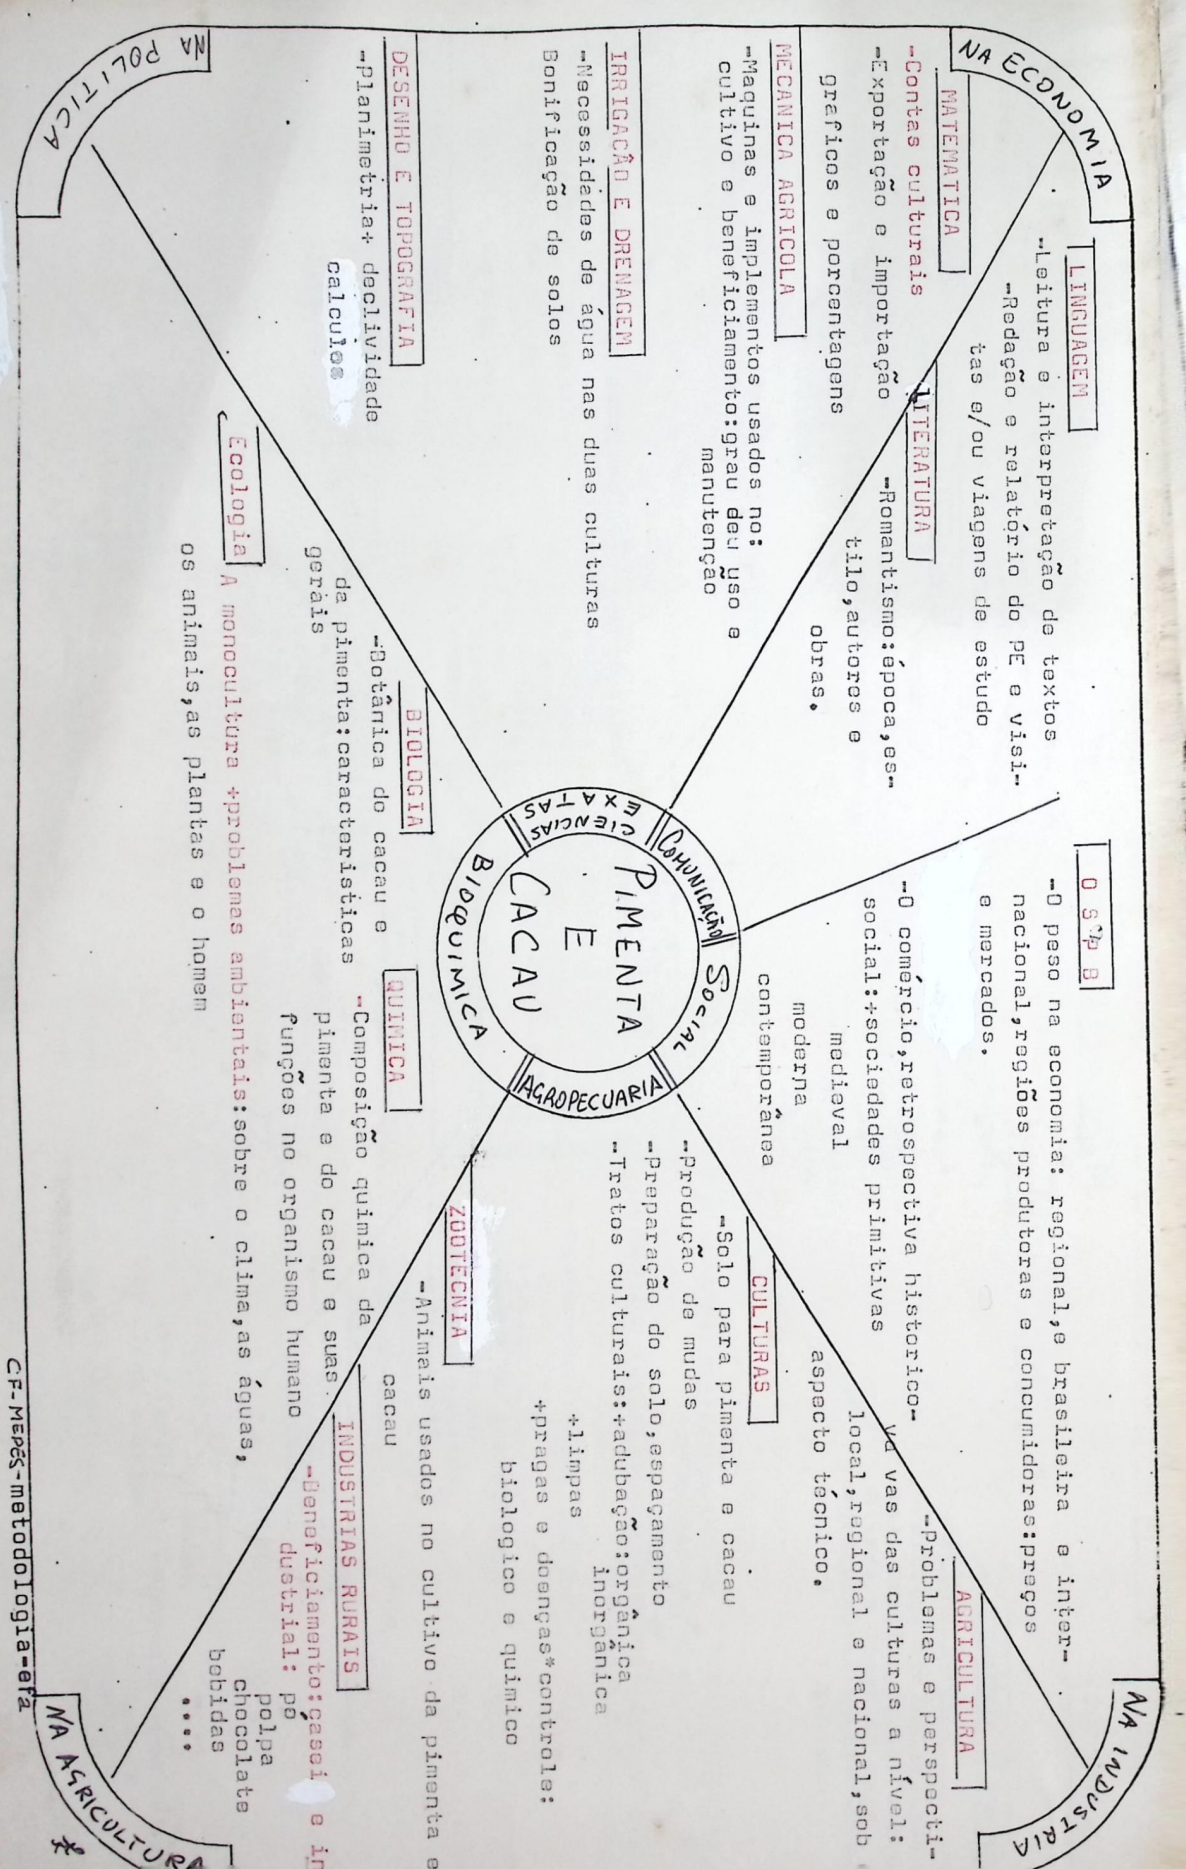 NA ECONOMIA
NA INDUSTRIA
NA POLITICA
NA AGRICULTURA
*
PIMENTA
E
CACAU
CIENCIAS
EXATAS
COMUNICAÇÃO
SOCIAL
AGROPECUARIA
BIOQUIMICA
LINGUAGEM
-Leitura e interpretação de textos
-Redação e relatório do PE e visi-
tas e/ou viagens de estudo
LITERATURA
-Romantismo:época,es-
tilo,autores e
obras.
O S P B
-O peso na economia: regional,e brasileira e inter-
nacional,regiões produtoras e concumidoras:preços
e mercados.
-O comércio,retrospectiva historico-
social:+sociedades primitivas
medieval
moderna
contemporânea
AGRICULTURA
-Problemas e perspecti-
vas das culturas a nível:
local,regional e nacional,sob
aspecto técnico.
CULTURAS
-Solo para pimenta e cacau
-Produção de mudas
-Preparação do solo,espaçamento
-Tratos culturais:+adubação:orgânica
inorgânica
+limpas
+pragas e doenças*controle:
biologico e quimico
ZOOTECNIA
-Animais usados no cultivo da pimenta e
cacau
INDUSTRIAS RURAIS
-Beneficiamento:casei e in
dustrial: po
polpa
chocolate
bebidas
....
MATEMATICA
-Contas culturais
-Exportação e importação
graficos e porcentagens
MECANICA AGRICOLA
-Maquinas e implementos usados no:
cultivo e beneficiamento:grau deu uso e
manutenção
IRRIGACÃO E DRENAGEM
-Necessidades de água nas duas culturas
Bonificação de solos
DESENHO E TOPOGRAFIA
-Planimetria+ declividade
calculos
BIOLOGIA
-Botânica do cacau e
da pimenta:caracteristicas
gerais
QUIMICA
-Composição quimica da
pimenta e do cacau e suas
funções no organismo humano
Ecologia A monocultura +problemas ambientais:sobre o clima,as águas,
os animais,as plantas e o homem
CF-MEPES-metodologia-efa